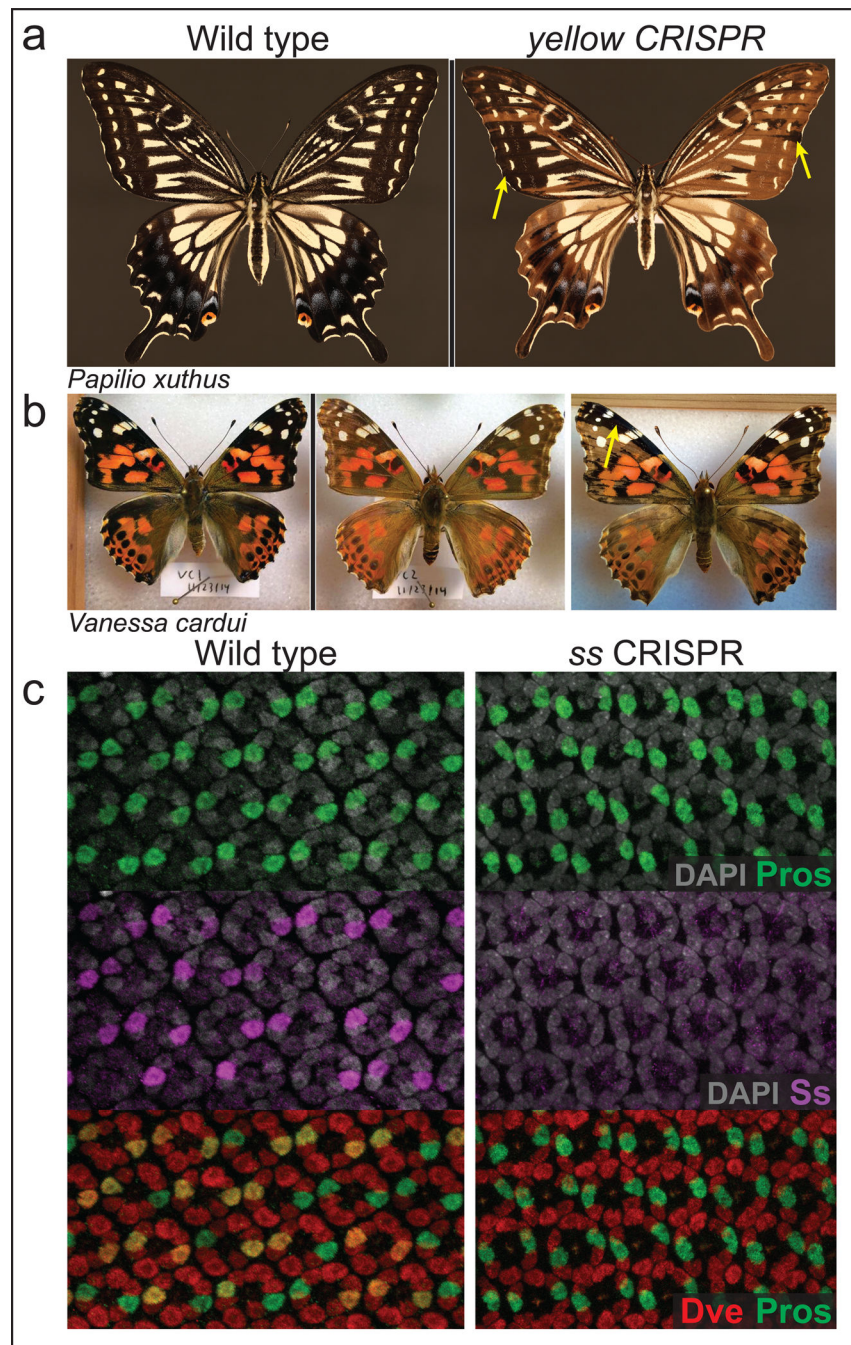 a
Wild type
yellow CRISPR
Papilio xuthus
b
VC1
11/23/14
C2
11/23/14
Vanessa cardui
Wild type
ss CRISPR
c
DAPI Pros
DAPI Ss
Dve Pros